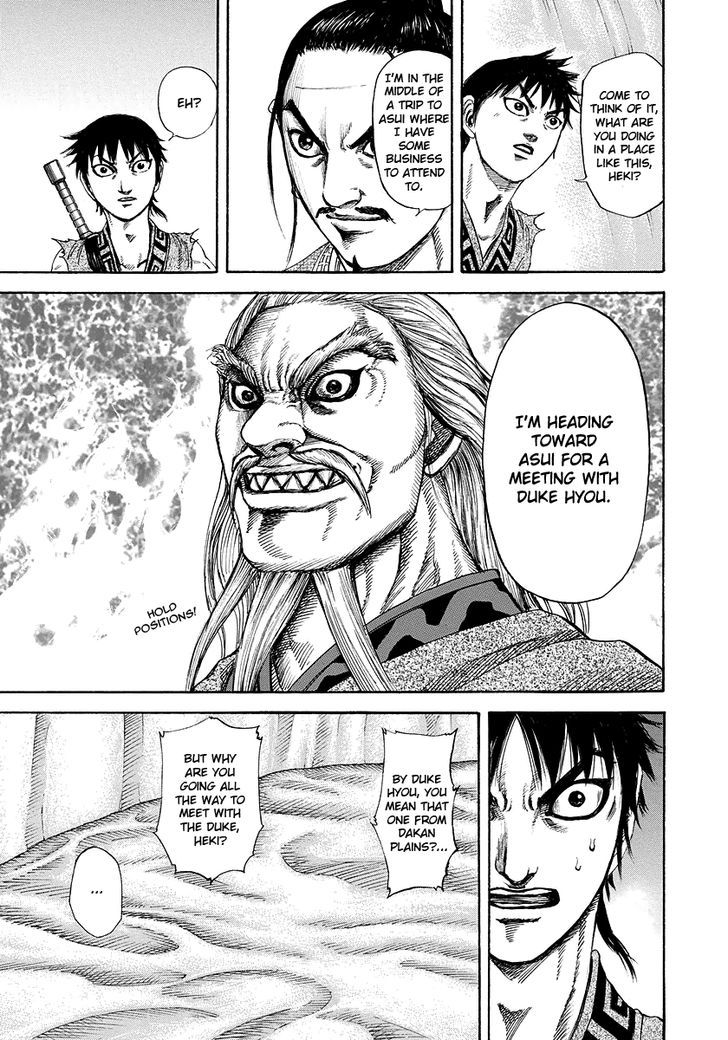 COME TO
THINK OF IT,
WHAT ARE
YOU DOING
IN A PLACE
LIKE THIS,
HEKI?
I'M IN THE
MIDDLE OF
A TRIP TO
ASUI WHERE
I HAVE
SOME
BUSINESS
TO ATTEND
TO.
EH?
I'M HEADING
TOWARD
ASUI FOR A
MEETING WITH
DUKE HYOU.
HOLD
POSITIONS!
BY DUKE
HYOU, YOU
MEAN THAT
ONE FROM
DAKAN
PLAINS?...
BUT WHY
ARE YOU
GOING ALL
THE WAY TO
MEET WITH
THE DUKE,
HEKI?
...